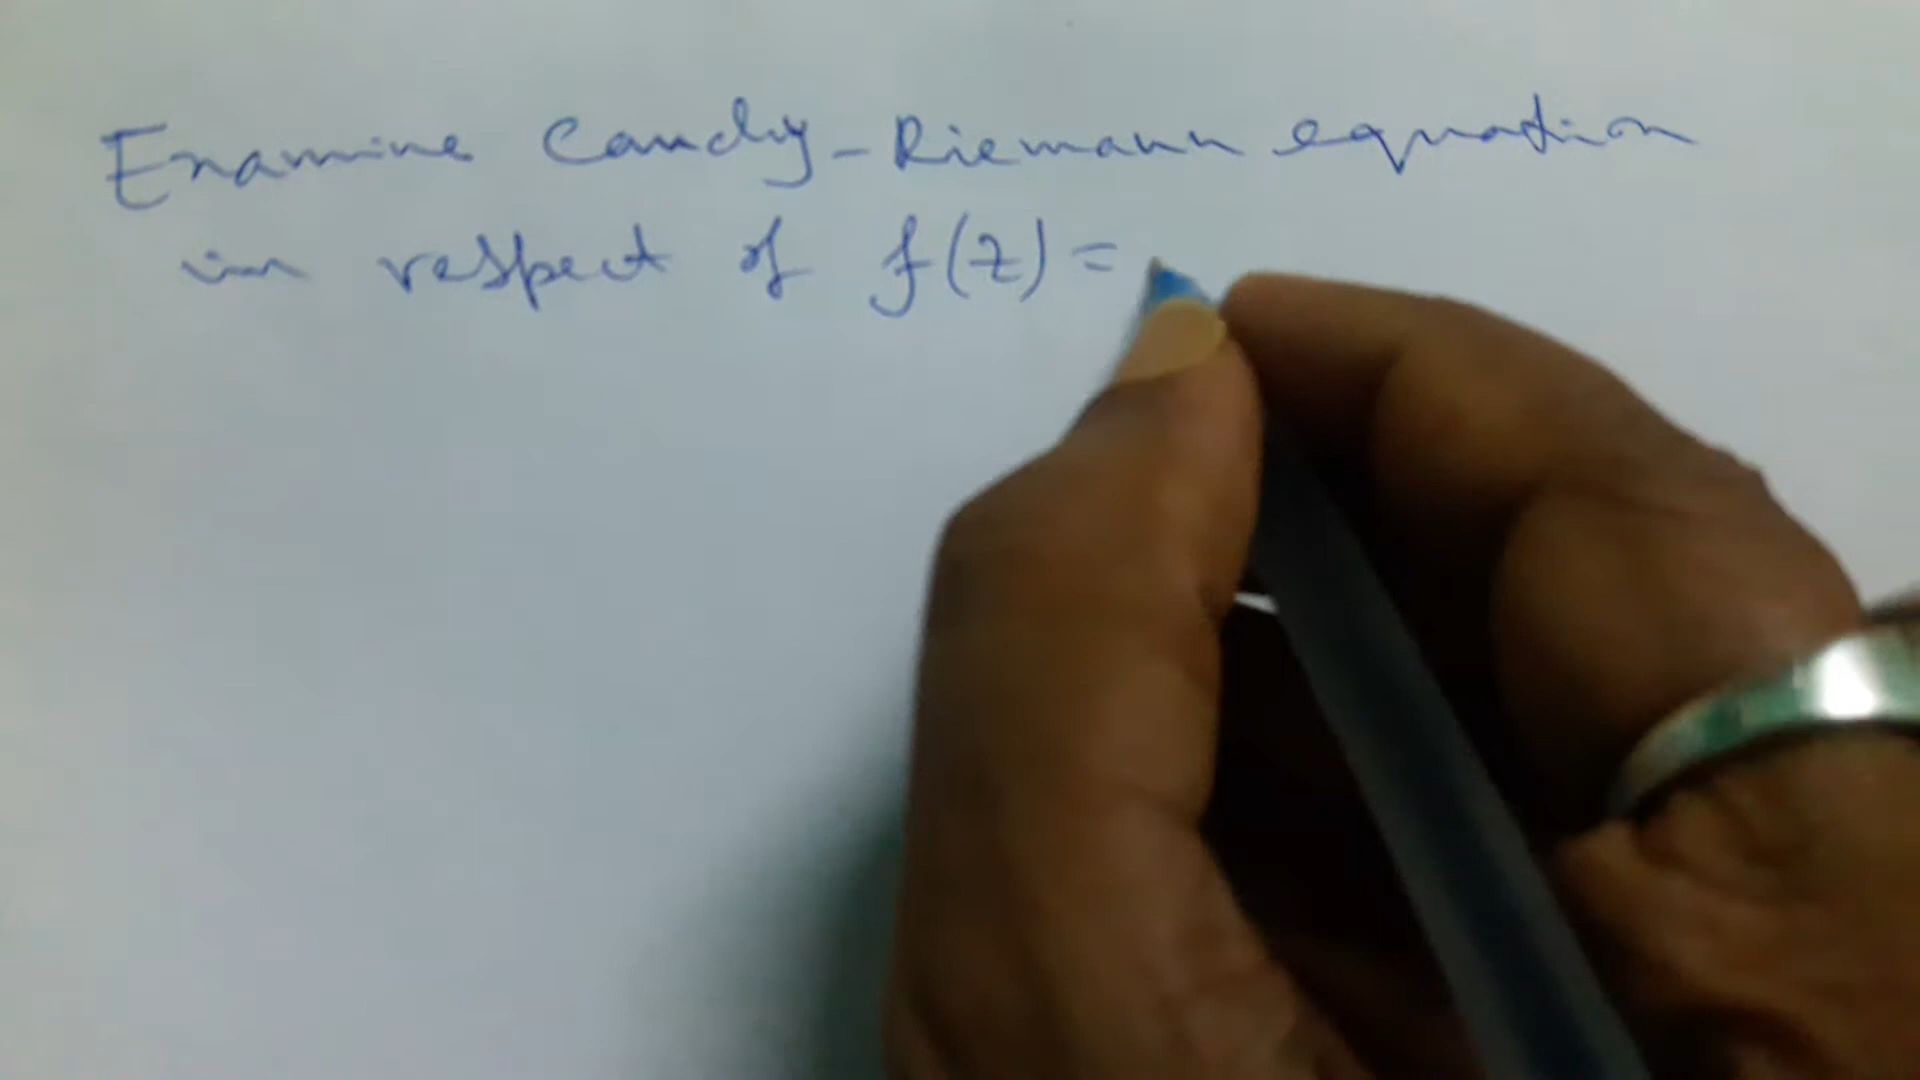 Examine Cauchy-Riemann equation
in respect of f(z) =